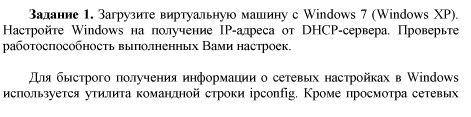 Задание 1. Загрузите виртуальную машину с Windows 7 (Windows XP).
Настройте Windows на получение IP-адреса от DHCP-сервера. Проверьте
работоспособность выполненных Вами настроек.
Для быстрого получения информации о сетевых настройках в Windows
используется утилита командной строки ipconfig. Кроме просмотра сетевых